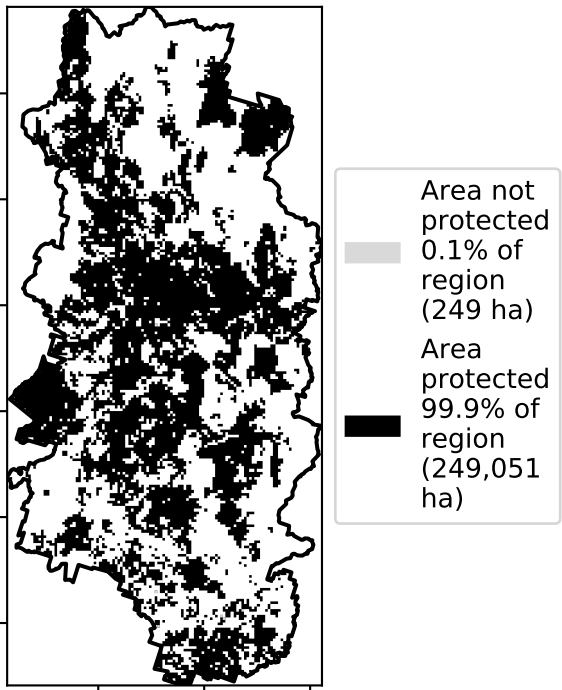 Area not
protected
0.1% of
region
(249 ha)
Area
protected
99.9% of
region
(249,051
ha)